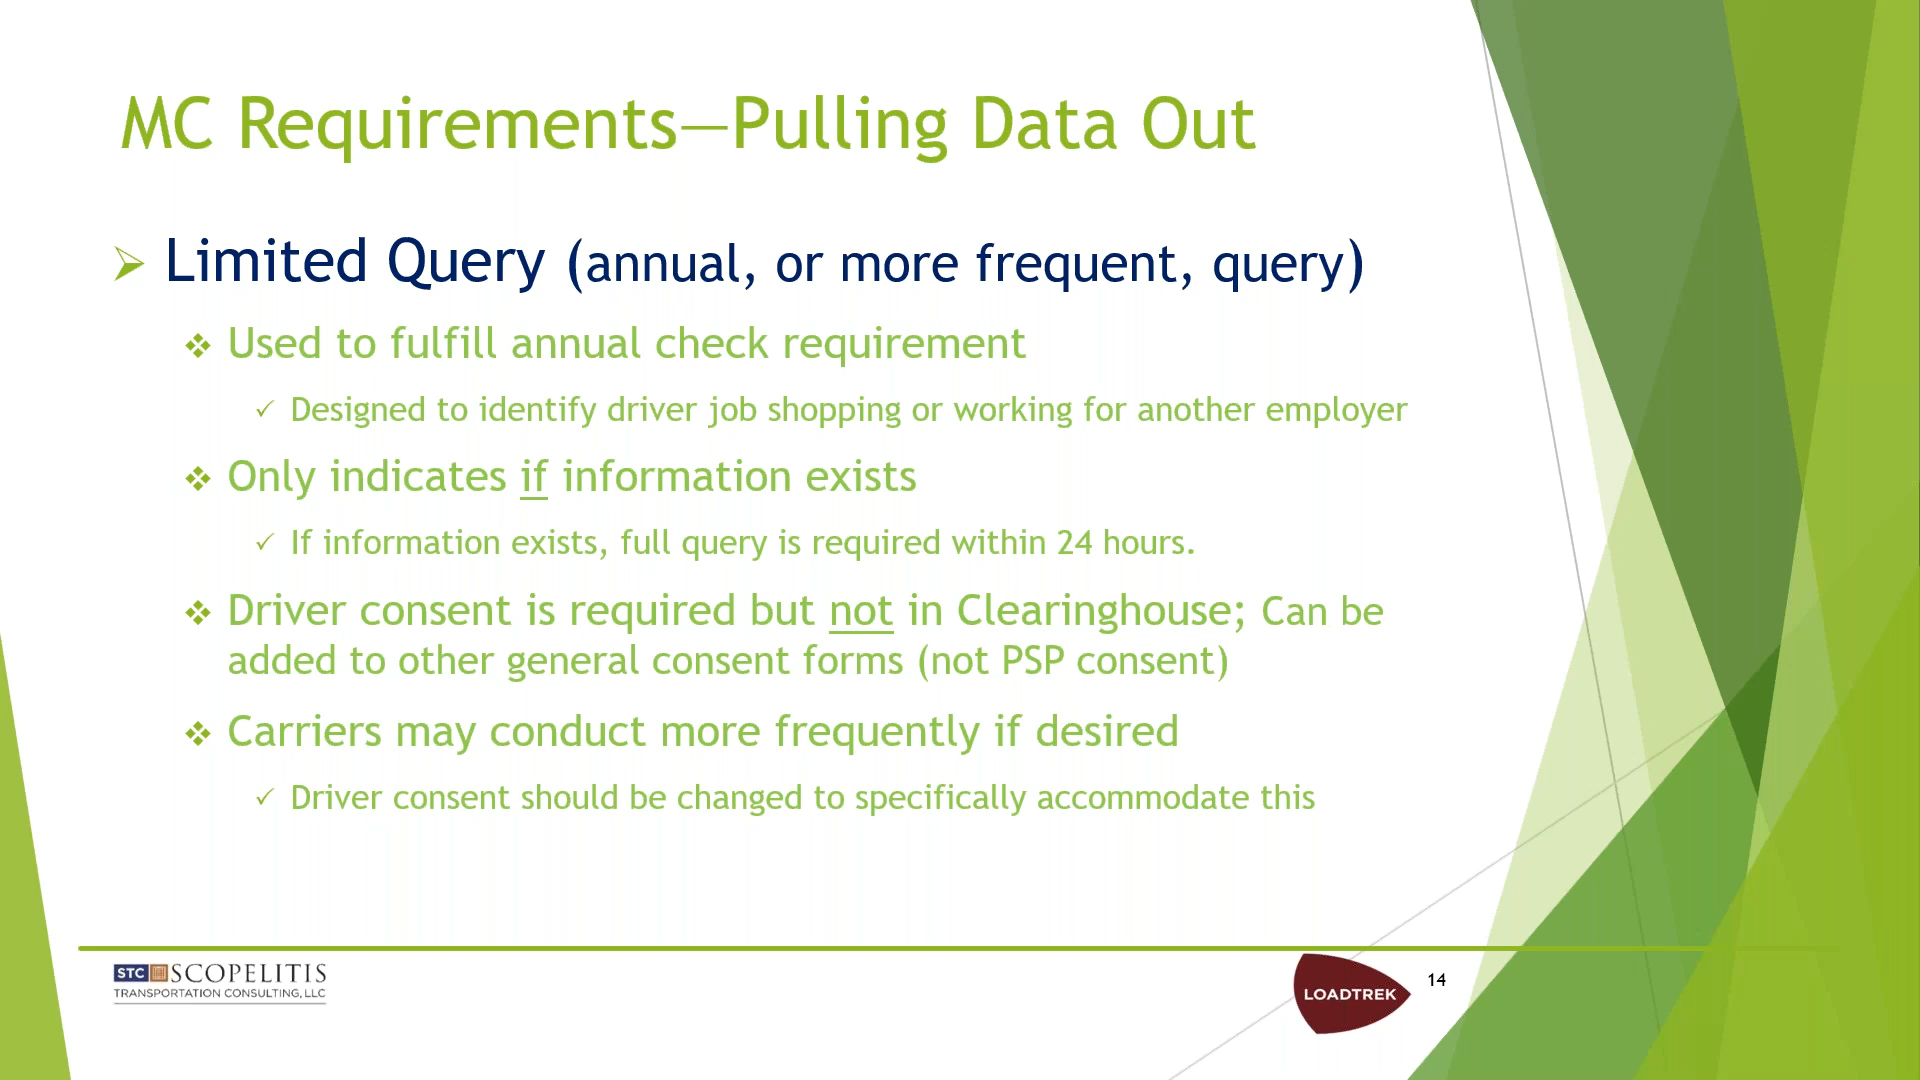 MC Requirements—Pulling Data Out
Limited Query (annual, or more frequent, query)
Used to fulfill annual check requirement
Designed to identify driver job shopping or working for another employer
Only indicates if information exists
If information exists, full query is required within 24 hours.
Driver consent is required but not in Clearinghouse; Can be
added to other general consent forms (not PSP consent)
Carriers may conduct more frequently if desired
Driver consent should be changed to specifically accommodate this
STC SCOPELITIS
TRANSPORTATION CONSULTING, LLC
LOADTREK
14